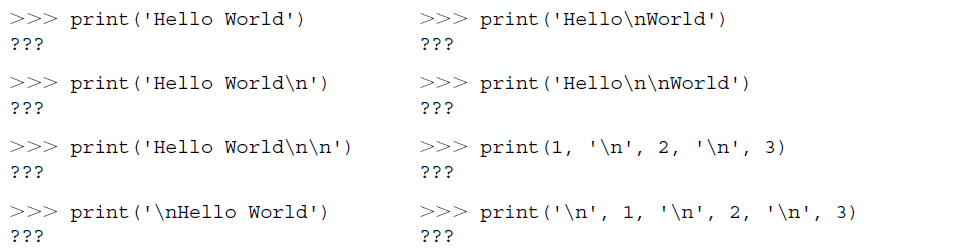 >>> print('Hello World')
???
>>> print('Hello World\n')
???
>>> print('Hello World\n\n')
???
>>> print('\nHello World')
???
>>> print('Hello\nWorld')
???
>>> print('Hello\n\nWorld')
???
>>> print(1, '\n', 2, '\n', 3)
???
>>> print('\n', 1, '\n', 2, '\n', 3)
???